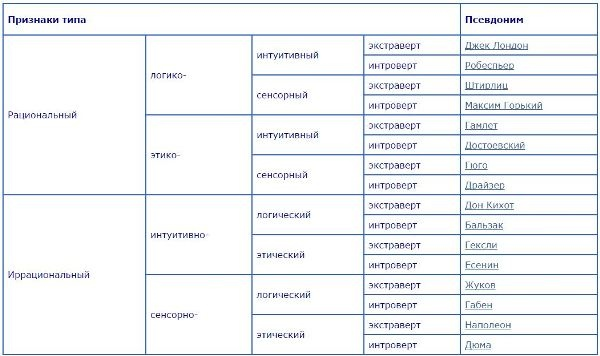 Признаки типа Псевдоним
Рациональный логико- интуитивный экстраверт Джек Лондон
интроверт Робеспьер
сенсорный экстраверт Штирлиц
интроверт Максим Горький
этико- интуитивный экстраверт Гамлет
интроверт Достоевский
сенсорный экстраверт Гюго
интроверт Драйзер
Иррациональный интуитивно- логический экстраверт Дон Кихот
интроверт Бальзак
этический экстраверт Гексли
интроверт Есенин
сенсорно- логический экстраверт Жуков
интроверт Габен
этический экстраверт Наполеон
интроверт Дюма